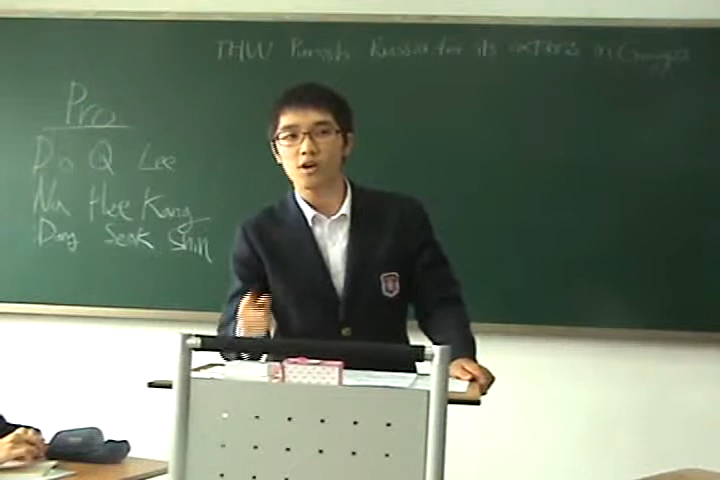 THW Punish Russia for its actions in Georgia
Pro
Do Q Lee
Na Hee Kang
Dong Seok Shin